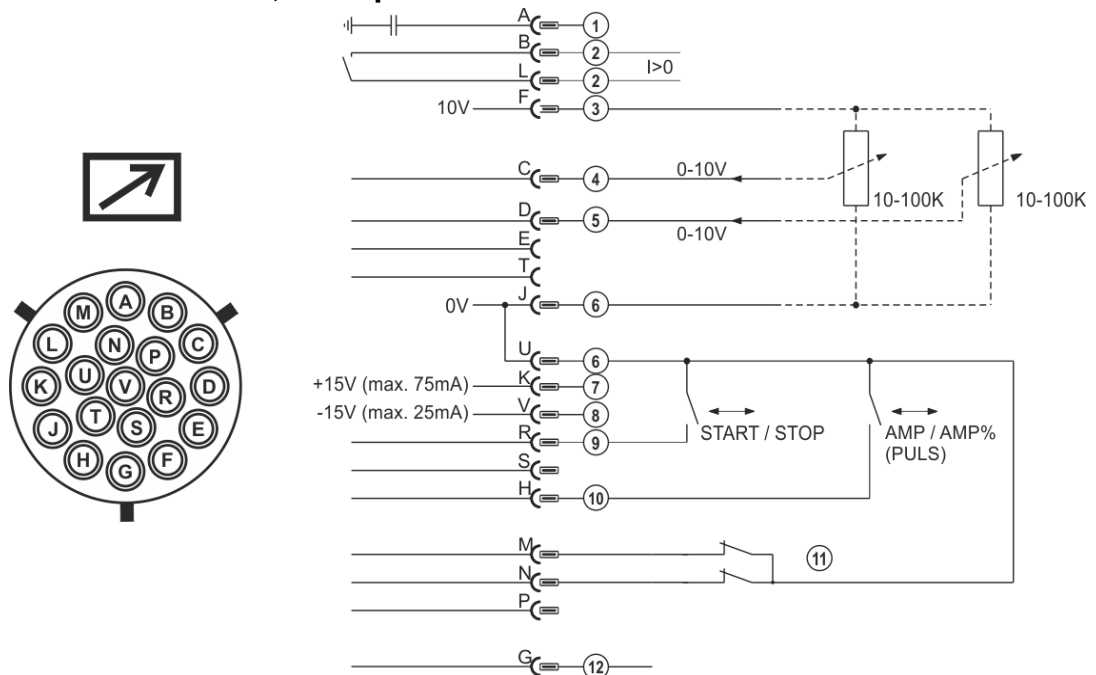 A 1
B 2
I>0
L 2
10V F 3
C 4 0-10V
10-100K 10-100K
D 5
0-10V
E
T
0V J 6
U 6
+15V (max. 75mA) K 7
-15V (max. 25mA) V 8
R 9 START / STOP AMP / AMP%
(PULS)
S
H 10
M 11
N
P
G 12
A
M B
L N P C
K U V R D
J T S E
H G F